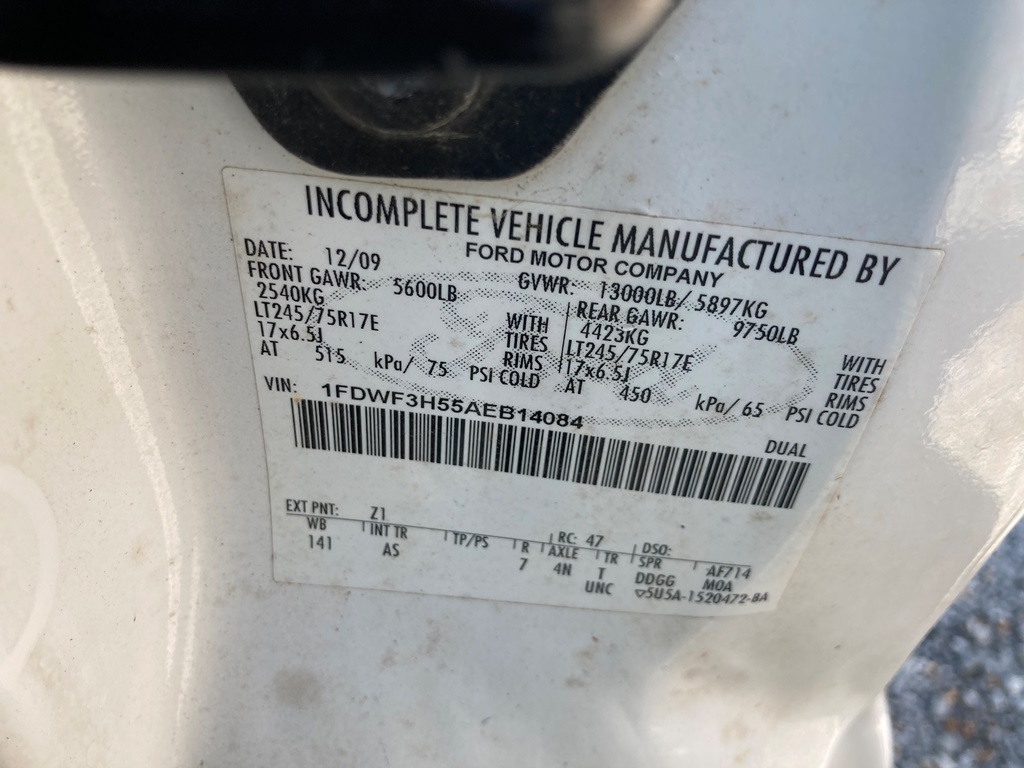 INCOMPLETE VEHICLE MANUFACTURED BY
FORD MOTOR COMPANY
DATE: 12/09 GVWR: 13000LB/ 5897KG
FRONT GAWR: 5600LB REAR GAWR: 9750LB
2540KG WITH 4423KG WITH
LT245/75R17E TIRES LT245/75R17E TIRES
17x6.5J RIMS 17x6.5J RIMS
AT 515 kPa/ 75 PSI COLD AT 450 kPa/ 65 PSI COLD
VIN: 1FDWF3H55AEB14084
DUAL
EXT PNT: Z1 RC: 47 DSO:
WB INT TR TP/PS R AXLE TR SPR AF714
141 AS 7 4N T DDGG M0A
UNC ▽5U5A-1520472-BA